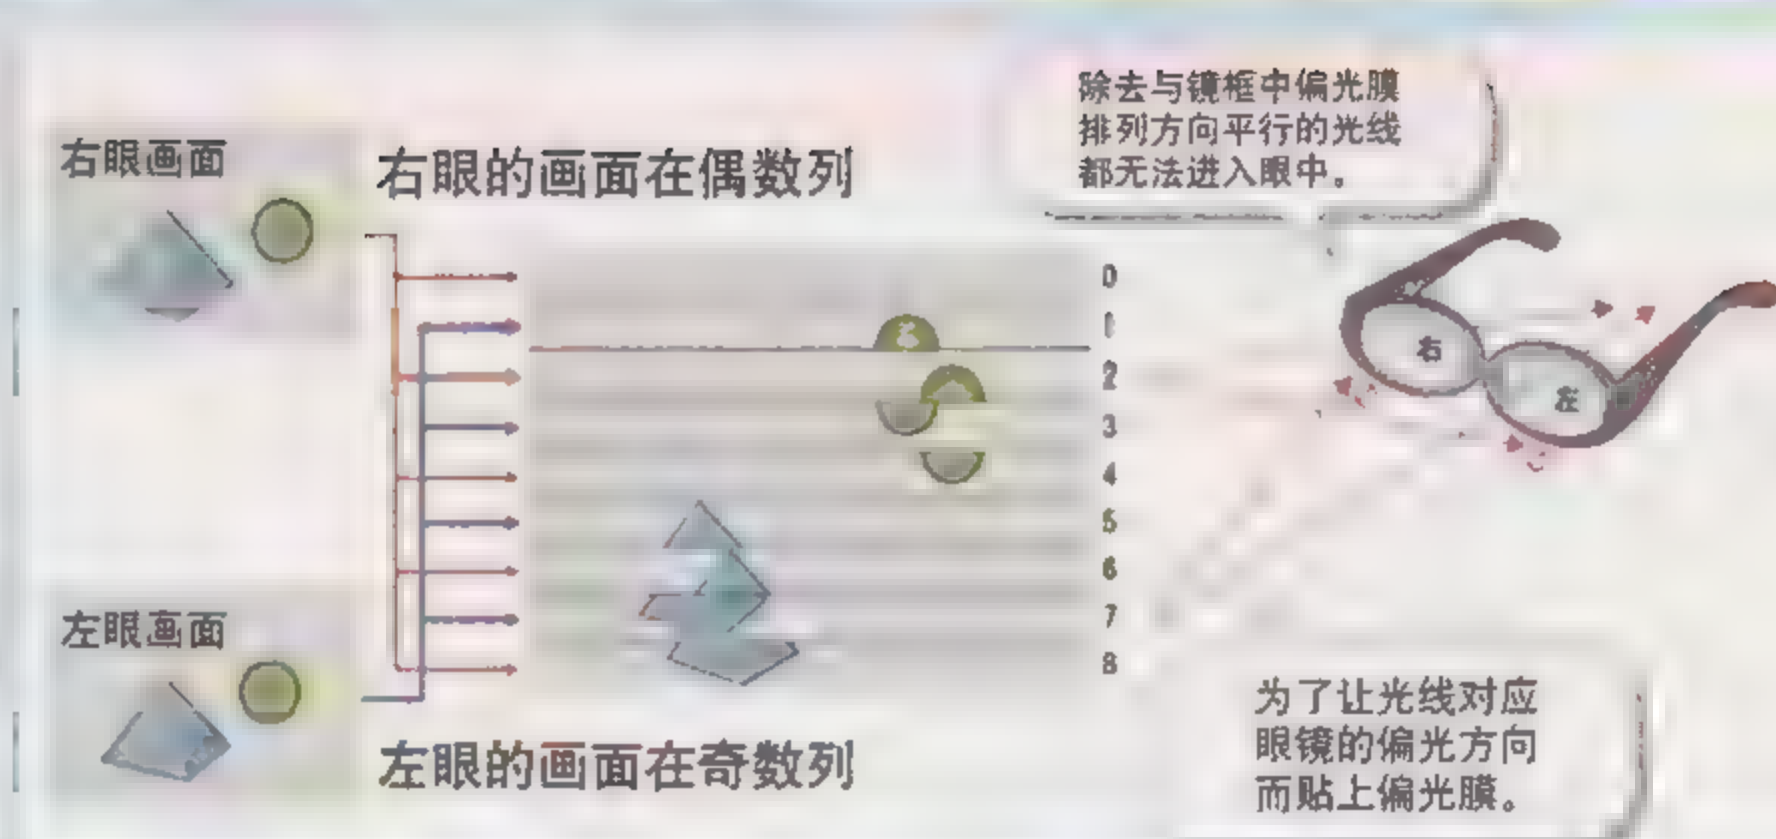 右眼画面
右眼的画面在偶数列
除去与镜框中偏光膜
排列方向平行的光线
都无法进入眼中。
0
1
2
3
4
5
6
7
8
右
左
左眼画面
左眼的画面在奇数列
为了让光线对应
眼镜的偏光方向
而贴上偏光膜。